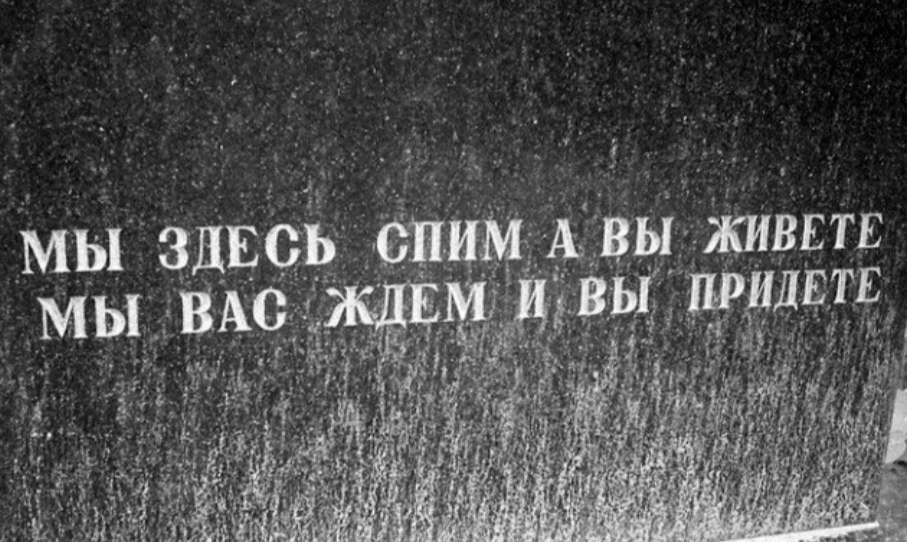 МЫ ЗДЕСЬ СПИМ А ВЫ ЖИВЕТЕ
МЫ ВАС ЖДЕМ И ВЫ ПРИДЕТЕ